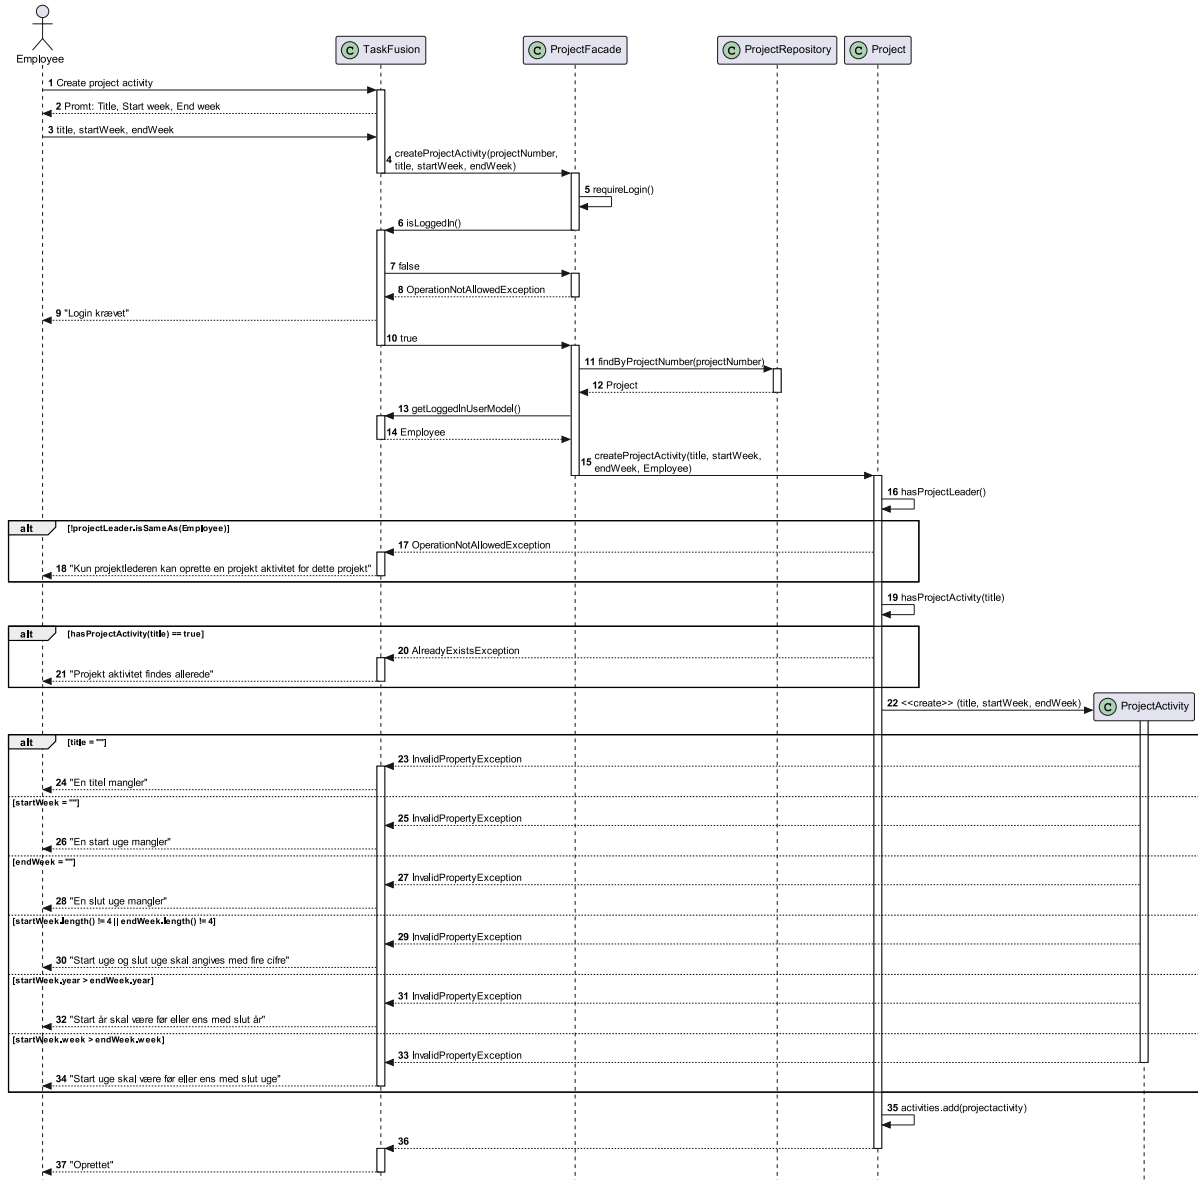 Employee
C TaskFusion
C ProjectFacade
C ProjectRepository
C Project
1 Create project activity
2 Promt: Title, Start week, End week
3 title, startWeek, endWeek
4 createProjectActivity(projectNumber,
title, startWeek, endWeek)
5 requireLogin()
6 isLoggedIn()
7 false
8 OperationNotAllowedException
9 "Login krævet"
10 true
11 findByProjectNumber(projectNumber)
12 Project
13 getLoggedInUserModel()
14 Employee
15 createProjectActivity(title, startWeek,
endWeek, Employee)
16 hasProjectLeader()
alt [!projectLeader.isSameAs(Employee)]
17 OperationNotAllowedException
18 "Kun projektlederen kan oprette en projekt aktivitet for dette projekt"
19 hasProjectActivity(title)
alt [hasProjectActivity(title) == true]
20 AlreadyExistsException
21 "Projekt aktivitet findes allerede"
22 <<create>> (title, startWeek, endWeek)
C ProjectActivity
alt [title = ""]
23 InvalidPropertyException
24 "En titel mangler"
[startWeek = ""]
25 InvalidPropertyException
26 "En start uge mangler"
[endWeek = ""]
27 InvalidPropertyException
28 "En slut uge mangler"
[startWeek.length() != 4 || endWeek.length() != 4]
29 InvalidPropertyException
30 "Start uge og slut uge skal angives med fire cifre"
[startWeek.year > endWeek.year]
31 InvalidPropertyException
32 "Start år skal være før eller ens med slut år"
[startWeek.week > endWeek.week]
33 InvalidPropertyException
34 "Start uge skal være før eller ens med slut uge"
35 activities.add(projectactivity)
36
37 "Oprettet"